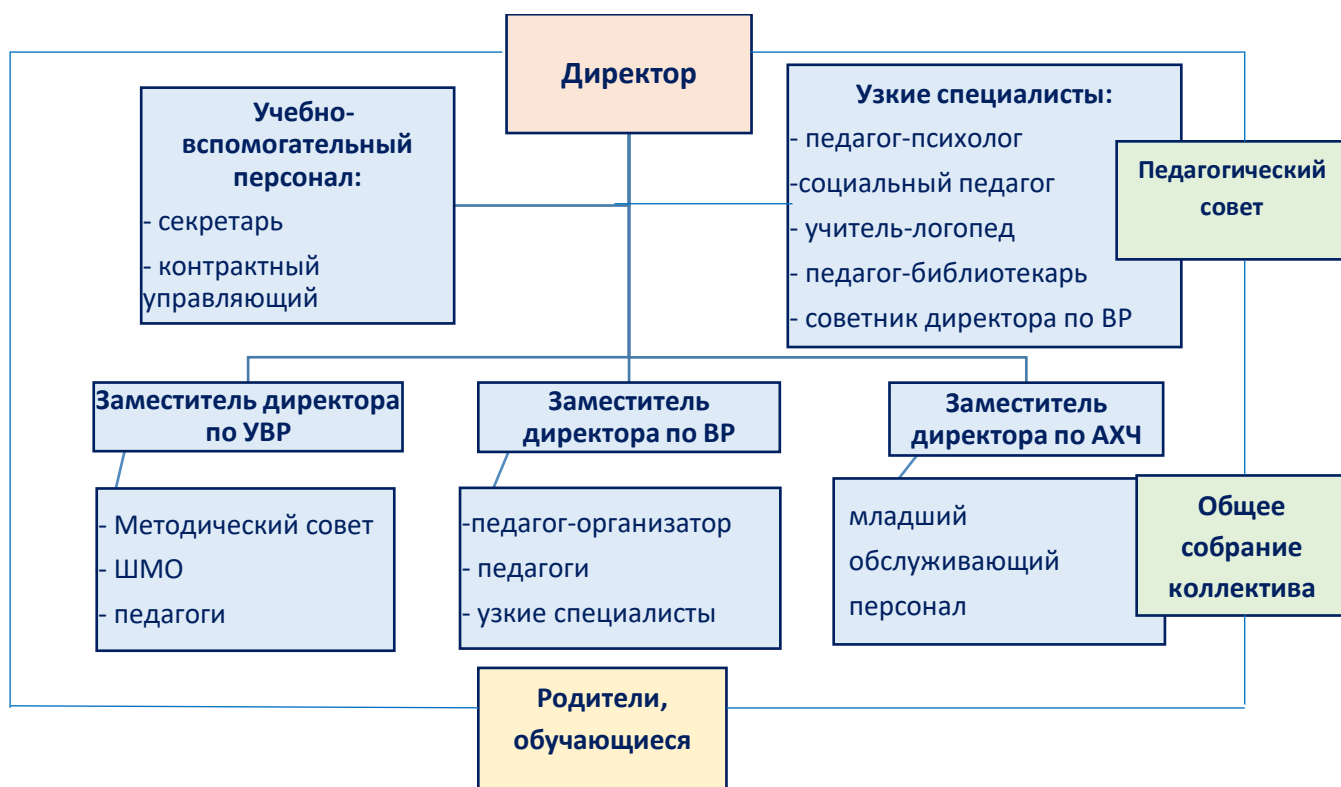 Директор
Учебно-
вспомогательный
персонал:
- секретарь
- контрактный
управляющий
Узкие специалисты:
- педагог-психолог
-социальный педагог
- учитель-логопед
- педагог-библиотекарь
- советник директора по ВР
Педагогический
совет
Заместитель директора
по УВР
Заместитель
директора по ВР
Заместитель
директора по АХЧ
- Методический совет
- ШМО
- педагоги
-педагог-организатор
- педагоги
- узкие специалисты
младший
обслуживающий
персонал
Общее
собрание
коллектива
Родители,
обучающиеся